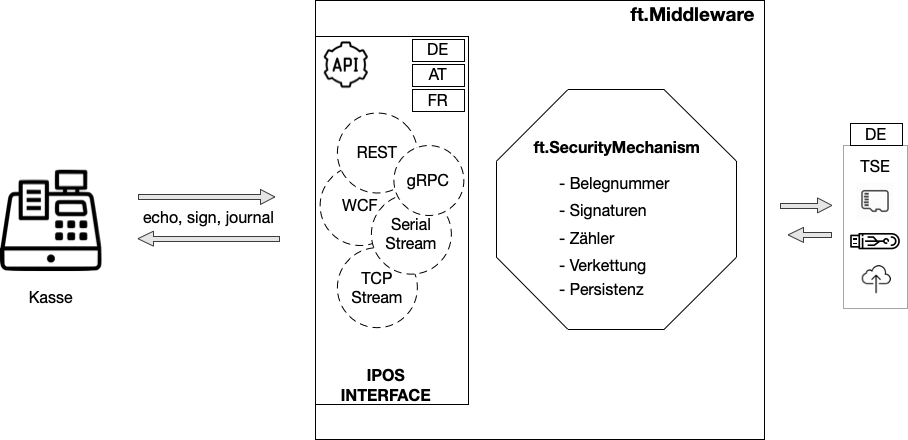 ft.Middleware
API
DE
AT
FR
REST
gRPC
WCF
Serial
Stream
TCP
Stream
IPOS
INTERFACE
ft.SecurityMechanism
- Belegnummer
- Signaturen
- Zähler
- Verkettung
- Persistenz
echo, sign, journal
Kasse
DE
TSE